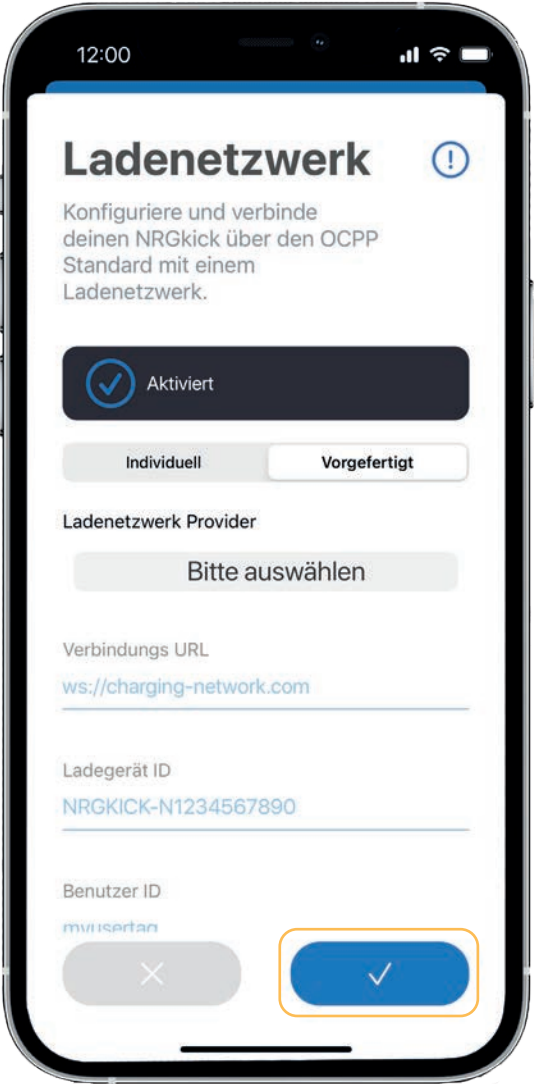 12:00
Ladenetzwerk
Konfiguriere und verbinde
deinen NRGkick über den OCPP
Standard mit einem
Ladenetzwerk.
Aktiviert
Individuell
Vorgefertigt
Ladenetzwerk Provider
Bitte auswählen
Verbindungs URL
ws://charging-network.com
Ladegerät ID
NRGKICK-N1234567890
Benutzer ID
myusertag